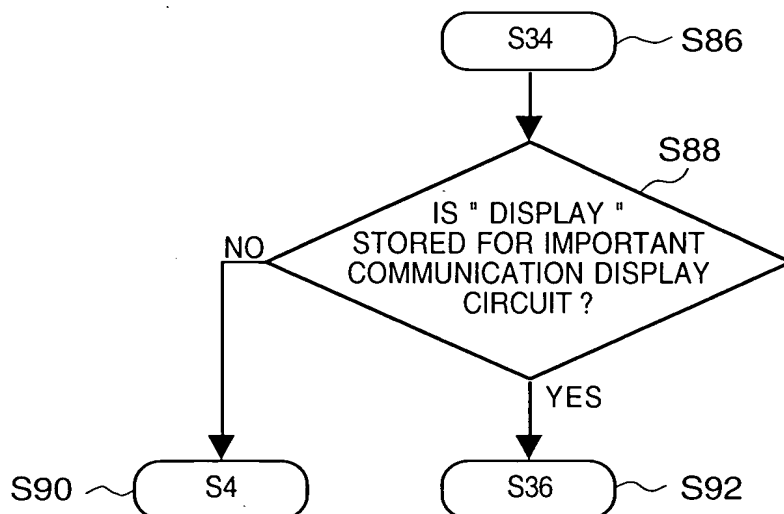 S34
S86
S88
IS " DISPLAY "
STORED FOR IMPORTANT
COMMUNICATION DISPLAY
CIRCUIT ?
NO
YES
S90
S4
S36
S92